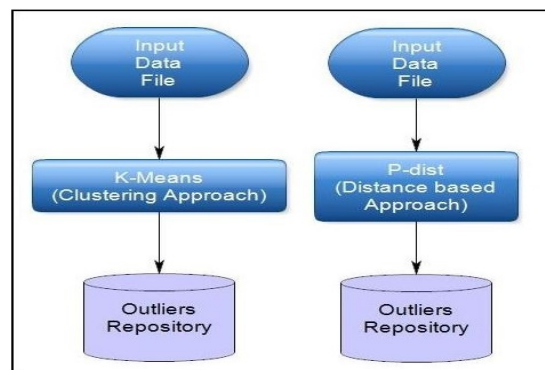 Input
Data
File
K-Means
(Clustering Approach)
Outliers
Repository
Input
Data
File
P-dist
(Distance based
Approach)
Outliers
Repository